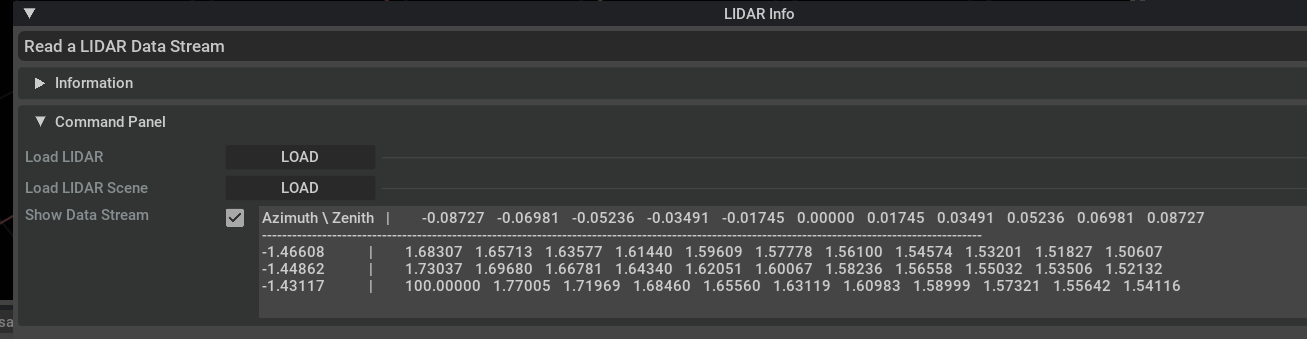 LIDAR Info
Read a LIDAR Data Stream
Information
Command Panel
Load LIDAR LOAD
Load LIDAR Scene LOAD
Show Data Stream
Azimuth \ Zenith | -0.08727 -0.06981 -0.05236 -0.03491 -0.01745 0.00000 0.01745 0.03491 0.05236 0.06981 0.08727
-1.46608 | 1.68307 1.65713 1.63577 1.61440 1.59609 1.57778 1.56100 1.54574 1.53201 1.51827 1.50607
-1.44862 | 1.73037 1.69680 1.66781 1.64340 1.62051 1.60067 1.58236 1.56558 1.55032 1.53506 1.52132
-1.43117 | 100.00000 1.77005 1.71969 1.68460 1.65560 1.63119 1.60983 1.58999 1.57321 1.55642 1.54116
sa